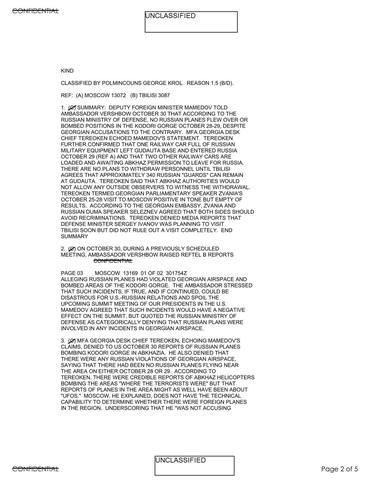 CONFIDENTIAL
UNCLASSIFIED
KIND
CLASSIFIED BY POLMINCOUNS GEORGE KROL. REASON 1.5 (B/D).
REF: (A) MOSCOW 13072 (B) TBILISI 3087
1. SUMMARY: DEPUTY FOREIGN MINISTER MAMEDOV TOLD
AMBASSADOR VERSHBOW OCTOBER 30 THAT ACCORDING TO THE
RUSSIAN MINISTRY OF DEFENSE, NO RUSSIAN PLANES FLEW OVER OR
BOMBED POSITIONS IN THE KODORI GORGE OCTOBER 28-29, DESPITE
GEORGIAN ACCUSATIONS TO THE CONTRARY. MFA GEORGIA DESK
CHIEF TEREOKEN ECHOED MAMEDOV'S STATEMENT. TEREOKEN
FURTHER CONFIRMED THAT ONE RAILWAY CAR FULL OF RUSSIAN
MILITARY EQUIPMENT LEFT GUDAUTA BASE AND ENTERED RUSSIA
OCTOBER 29 (REF A) AND THAT TWO OTHER RAILWAY CARS ARE
LOADED AND AWAITING ABKHAZ PERMISSION TO LEAVE FOR RUSSIA.
THERE ARE NO PLANS TO WITHDRAW PERSONNEL UNTIL TBILISI
AGREES THAT APPROXIMATELY 340 RUSSIAN "GUARDS" CAN REMAIN
AT GUDAUTA. TEREOKEN SAID THAT ABKHAZ AUTHORITIES WOULD
NOT ALLOW ANY OUTSIDE OBSERVERS TO WITNESS THE WITHDRAWAL.
TEREOKEN TERMED GEORGIAN PARLIAMENTARY SPEAKER ZVANIA'S
OCTOBER 25-28 VISIT TO MOSCOW POSITIVE IN TONE BUT EMPTY OF
RESULTS. ACCORDING TO THE GEORGIAN EMBASSY, ZVANIA AND
RUSSIAN DUMA SPEAKER SELEZNEV AGREED THAT BOTH SIDES SHOULD
AVOID RECRIMINATIONS. TEREOKEN DENIED MEDIA REPORTS THAT
DEFENSE MINISTER SERGEY IVANOV WAS PLANNING TO VISIT
TBILISI SOON BUT DID NOT RULE OUT A VISIT COMPLETELY. END
SUMMARY
2. ON OCTOBER 30, DURING A PREVIOUSLY SCHEDULED
MEETING, AMBASSADOR VERSHBOW RAISED REFTEL B REPORTS
CONFIDENTIAL
PAGE 03 MOSCOW 13169 01 OF 02 301754Z
ALLEGING RUSSIAN PLANES HAD VIOLATED GEORGIAN AIRSPACE AND
BOMBED AREAS OF THE KODORI GORGE. THE AMBASSADOR STRESSED
THAT SUCH INCIDENTS, IF TRUE, AND IF CONTINUED, COULD BE
DISASTROUS FOR U.S.-RUSSIA RELATIONS AND SPOIL THE
UPCOMING SUMMIT MEETING OF OUR PRESIDENTS IN THE U.S.
MAMEDOV AGREED THAT SUCH INCIDENTS WOULD HAVE A NEGATIVE
EFFECT ON THE SUMMIT, BUT QUOTED THE RUSSIAN MINISTRY OF
DEFENSE AS CATEGORICALLY DENYING THAT RUSSIAN PLANS WERE
INVOLVED IN ANY INCIDENTS IN GEORGIAN AIRSPACE.
3. MFA GEORGIA DESK CHIEF TEREOKEN, ECHOING MAMEDOV'S
CLAIMS, DENIED TO US OCTOBER 30 REPORTS OF RUSSIAN PLANES
BOMBING KODORI GORGE IN ABKHAZIA. HE ALSO DENIED THAT
THERE WERE ANY RUSSIAN VIOLATIONS OF GEORGIAN AIRSPACE,
SAYING THAT THERE HAD BEEN NO RUSSIAN PLANES FLYING NEAR
THE AREA ON EITHER OCTOBER 28 OR 29. ACCORDING TO
TEREOKEN, THERE WERE CREDIBLE REPORTS OF ABKHAZ HELICOPTERS
BOMBING THE AREAS "WHERE THE TERRORISTS WERE" BUT THAT
REPORTS OF PLANES IN THE AREA MIGHT AS WELL HAVE BEEN ABOUT
"UFOS." MOSCOW, HE EXPLAINED, DOES NOT HAVE THE TECHNICAL
CAPABILITY TO DETERMINE WHETHER THERE WERE FOREIGN PLANES
IN THE REGION. UNDERSCORING THAT HE "WAS NOT ACCUSING
UNCLASSIFIED
CONFIDENTIAL
Page 2 of 5